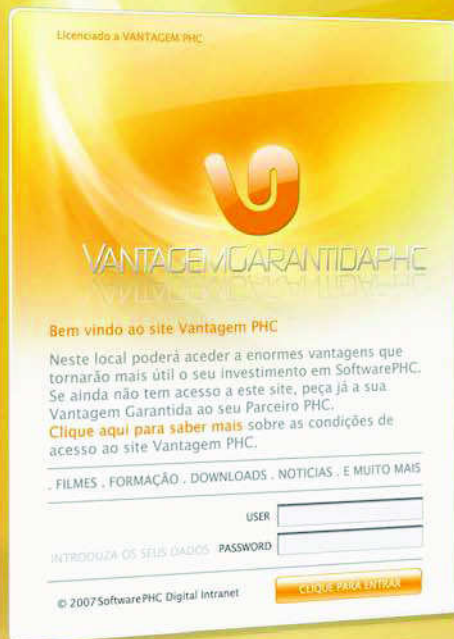 Licenciado a VANTAGEM PHC
VANTAGEMGARANTIDAPHC
Bem vindo ao site Vantagem PHC
Neste local poderá aceder a enormes vantagens que
tornarão mais útil o seu investimento em SoftwarePHC.
Se ainda não tem acesso a este site, peça já a sua
Vantagem Garantida ao seu Parceiro PHC.
Clique aqui para saber mais sobre as condições de
acesso ao site Vantagem PHC.
. FILMES . FORMAÇÃO . DOWNLOADS . NOTICIAS . E MUITO MAIS
USER
INTRODUZA OS SEUS DADOS PASSWORD
© 2007 SoftwarePHC Digital Intranet
CLIQUE PARA ENTRAR